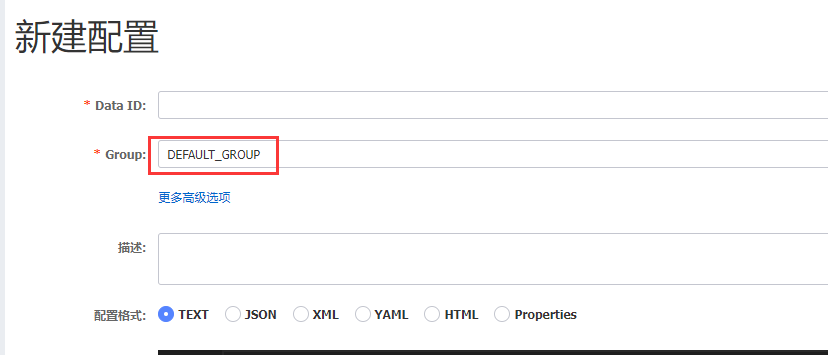 新建配置
* Data ID:
* Group: DEFAULT_GROUP
更多高级选项
描述:
配置格式: TEXT JSON XML YAML HTML Properties